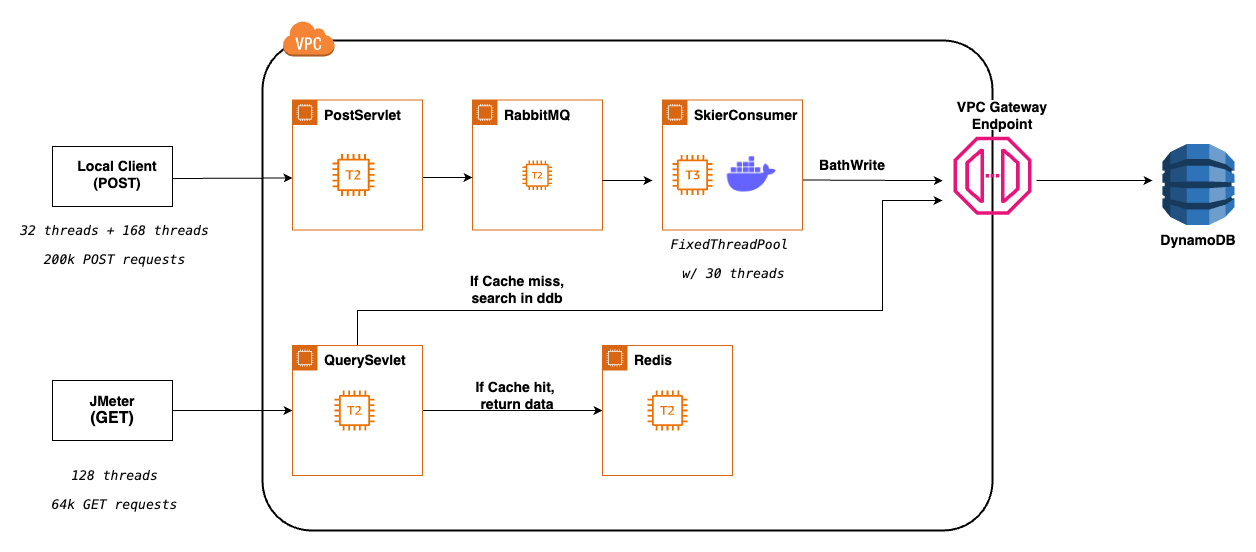 VPC
VPC Gateway
Endpoint
PostServlet
RabbitMQ
SkierConsumer
Local Client
(POST)
T2
T2
T3
BathWrite
DynamoDB
32 threads + 168 threads
200k POST requests
FixedThreadPool
w/ 30 threads
If Cache miss,
search in ddb
QuerySevlet
Redis
JMeter
(GET)
T2
If Cache hit,
return data
T2
128 threads
64k GET requests